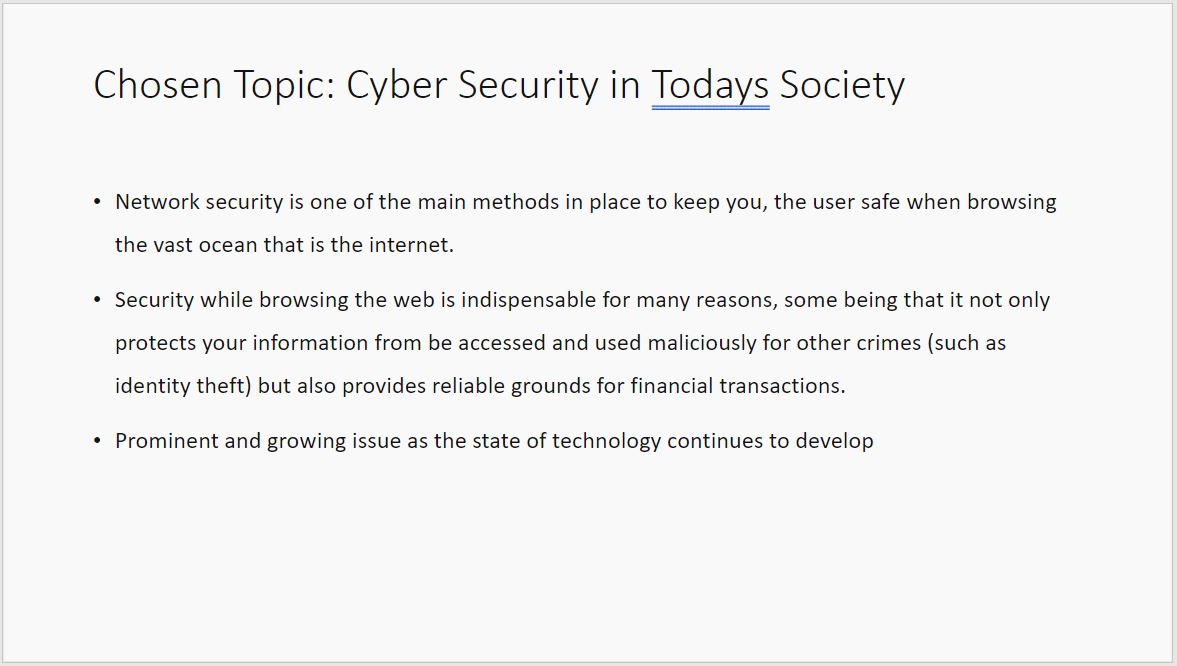 Chosen Topic: Cyber Security in Todays Society
• Network security is one of the main methods in place to keep you, the user safe when browsing
the vast ocean that is the internet.
• Security while browsing the web is indispensable for many reasons, some being that it not only
protects your information from be accessed and used maliciously for other crimes (such as
identity theft) but also provides reliable grounds for financial transactions.
• Prominent and growing issue as the state of technology continues to develop